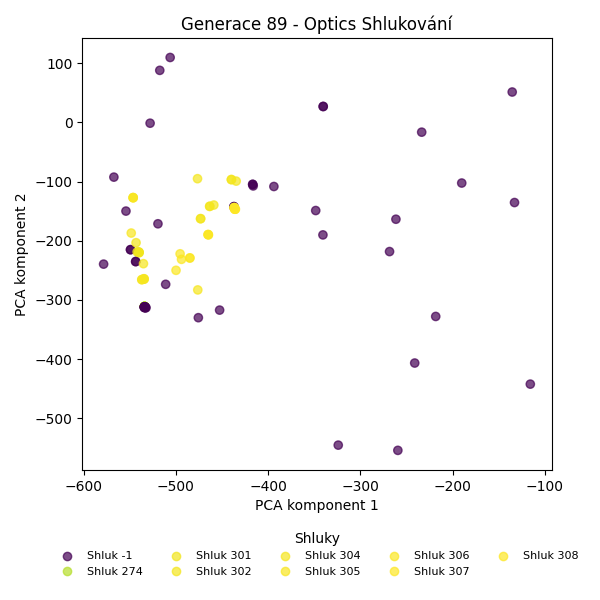 Generace 89 - Optics Shlukování
100
0
−100
−200
−300
−400
−500
PCA komponent 2
−600 −500 −400 −300 −200 −100
PCA komponent 1
Shluky
Shluk -1 Shluk 301 Shluk 304 Shluk 306 Shluk 308
Shluk 274 Shluk 302 Shluk 305 Shluk 307